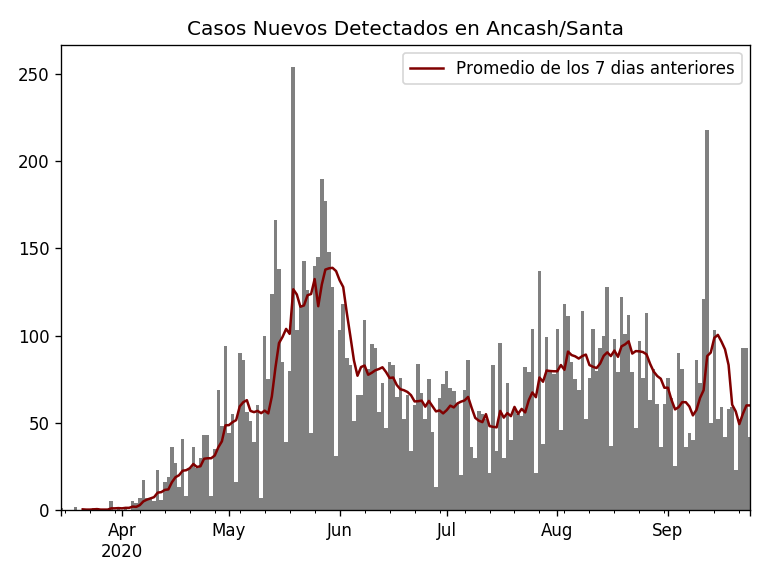 Casos Nuevos Detectados en Ancash/Santa
Promedio de los 7 dias anteriores
250
200
150
100
50
0
Apr May Jun Jul Aug Sep
2020